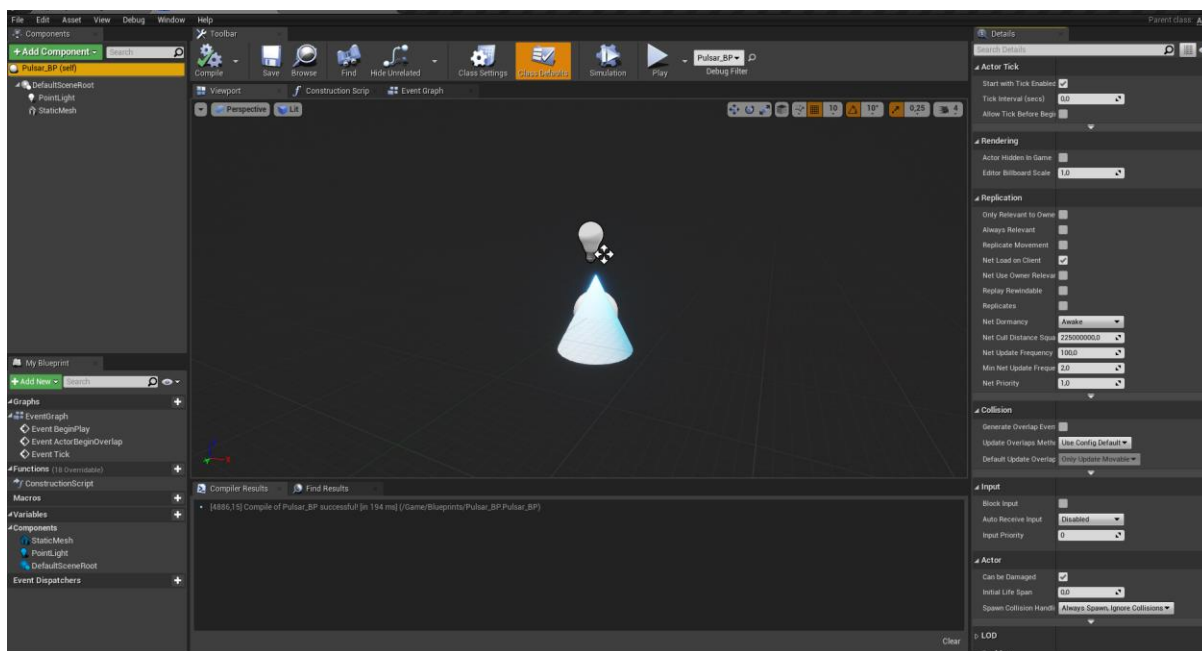 File Edit Asset View Debug Window Help
Parent class: A
Components
+Add Component
Search
Pulsar_BP (self)
DefaultSceneRoot
PointLight
StaticMesh
My Blueprint
+Add New
Search
Graphs
EventGraph
Event BeginPlay
Event ActorBeginOverlap
Event Tick
Functions (18 Overridable)
ConstructionScript
Macros
Variables
Components
StaticMesh
PointLight
DefaultSceneRoot
Event Dispatchers
Toolbar
Compile Save Browse Find Hide Unrelated Class Settings Class Defaults Simulation Play
Pulsar_BP
Debug Filter
Viewport Construction Scrip Event Graph
Perspective Lit
10 10° 0,25 4
Compiler Results Find Results
[4886,15] Compile of Pulsar_BP successful! [in 194 ms] (/Game/Blueprints/Pulsar_BP.Pulsar_BP)
Clear
Details
Search Details
Actor Tick
Start with Tick Enabled
Tick Interval (secs) 0,0
Allow Tick Before Begi
Rendering
Actor Hidden In Game
Editor Billboard Scale 1,0
Replication
Only Relevant to Owne
Always Relevant
Replicate Movement
Net Load on Client
Net Use Owner Relevar
Replay Rewindable
Replicates
Net Dormancy Awake
Net Cull Distance Squa 225000000,0
Net Update Frequency 100,0
Min Net Update Freque 2,0
Net Priority 1,0
Collision
Generate Overlap Even
Update Overlaps Metho Use Config Default
Default Update Overlap Only Update Movable
Input
Block Input
Auto Receive Input Disabled
Input Priority 0
Actor
Can be Damaged
Initial Life Span 0,0
Spawn Collision Handli Always Spawn, Ignore Collisions
LOD